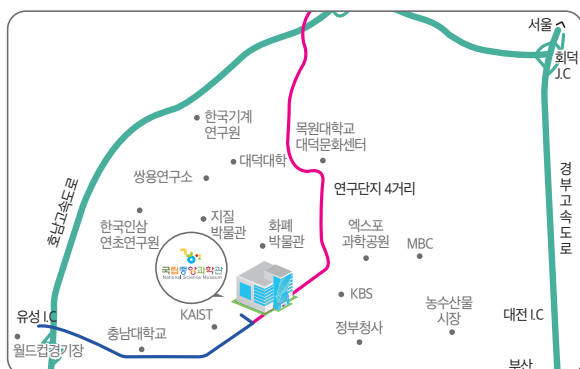 서울
회덕
J.C
한국기계
연구원
목원대학교
대덕문화센터
대덕대학
쌍용연구소
연구단지 4거리
경부고속도로
호남고속도로
한국인삼
연초연구원
지질
박물관
화폐
박물관
엑스포
과학공원
MBC
국립중앙과학관
National Science Museum
KBS
농수산물
시장
대전 I.C
유성 I.C
KAIST
충남대학교
정부청사
월드컵경기장
부산